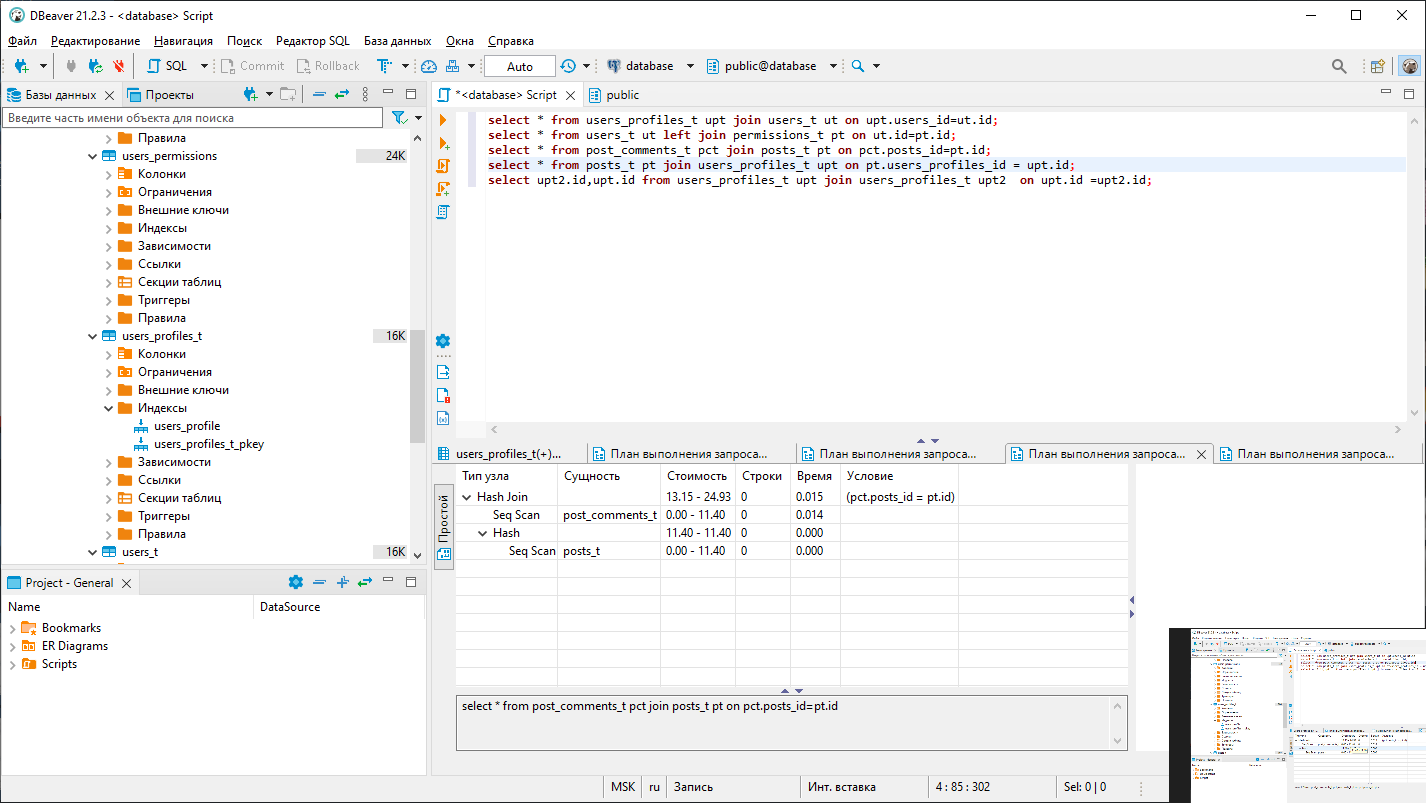 DBeaver 21.2.3 - <database> Script
Файл Редактирование Навигация Поиск Редактор SQL База данных Окна Справка
SQL Commit Rollback Auto database public@database
Базы данных Проекты
Введите часть имени объекта для поиска
Правила
users_permissions 24K
Колонки
Ограничения
Внешние ключи
Индексы
Зависимости
Ссылки
Секции таблиц
Триггеры
Правила
users_profiles_t 16K
Колонки
Ограничения
Внешние ключи
Индексы
users_profile
users_profiles_t_pkey
Зависимости
Ссылки
Секции таблиц
Триггеры
Правила
users_t 16K
Project - General
Name DataSource
Bookmarks
ER Diagrams
Scripts
*<database> Script public
select * from users_profiles_t upt join users_t ut on upt.users_id=ut.id;
select * from users_t ut left join permissions_t pt on ut.id=pt.id;
select * from post_comments_t pct join posts_t pt on pct.posts_id=pt.id;
select * from posts_t pt join users_profiles_t upt on pt.users_profiles_id = upt.id;
select upt2.id,upt.id from users_profiles_t upt join users_profiles_t upt2  on upt.id =upt2.id;
users_profiles_t(+)... План выполнения запроса... План выполнения запроса... План выполнения запроса... План выполнения запроса...
Простой
Тип узла Сущность Стоимость Строки Время Условие
Hash Join 13.15 - 24.93 0 0.015 (pct.posts_id = pt.id)
Seq Scan post_comments_t 0.00 - 11.40 0 0.014
Hash 11.40 - 11.40 0 0.000
Seq Scan posts_t 0.00 - 11.40 0 0.000
select * from post_comments_t pct join posts_t pt on pct.posts_id=pt.id
MSK ru Запись Инт. вставка 4 : 85 : 302 Sel: 0 | 0